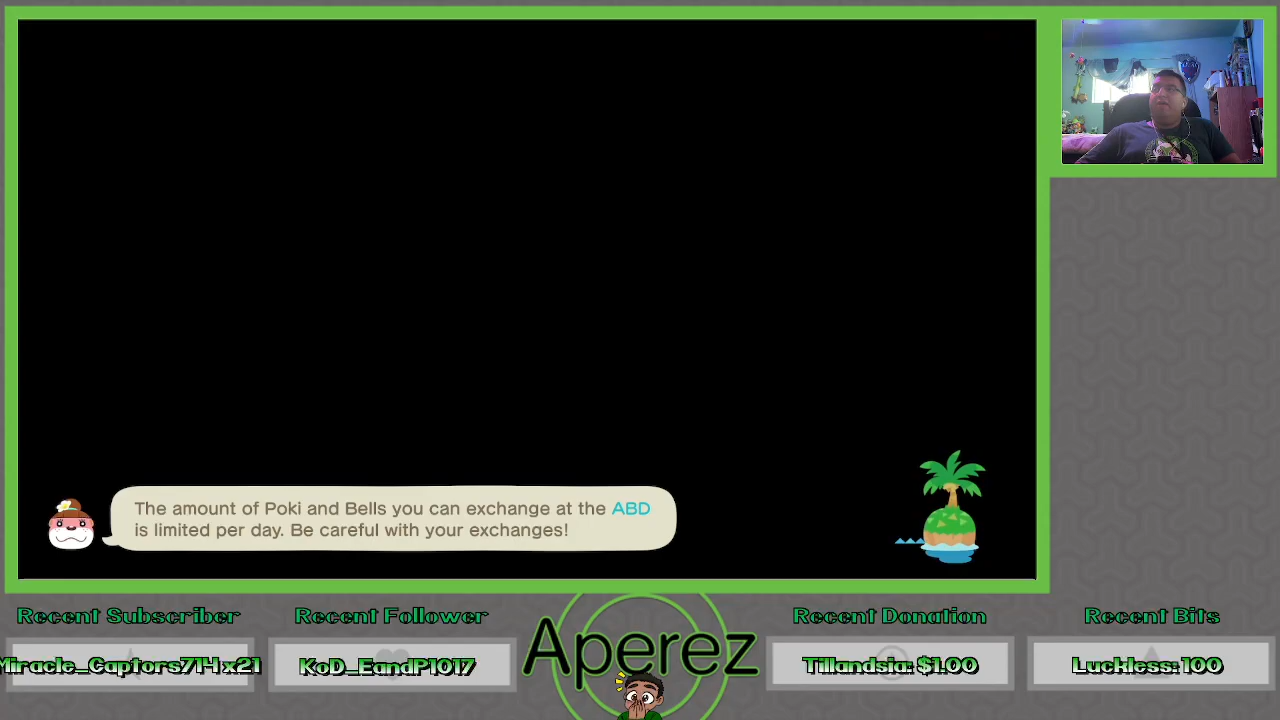 The amount of Poki and Bells you can exchange at the ABD
is limited per day. Be careful with your exchanges!
Recent Subscriber
Recent Follower
Aperez
Recent Donation
Recent Bits
Miracle_Captors714 x21
KoD_EandP1017
Tillandsia: $1.00
Luckless: 100